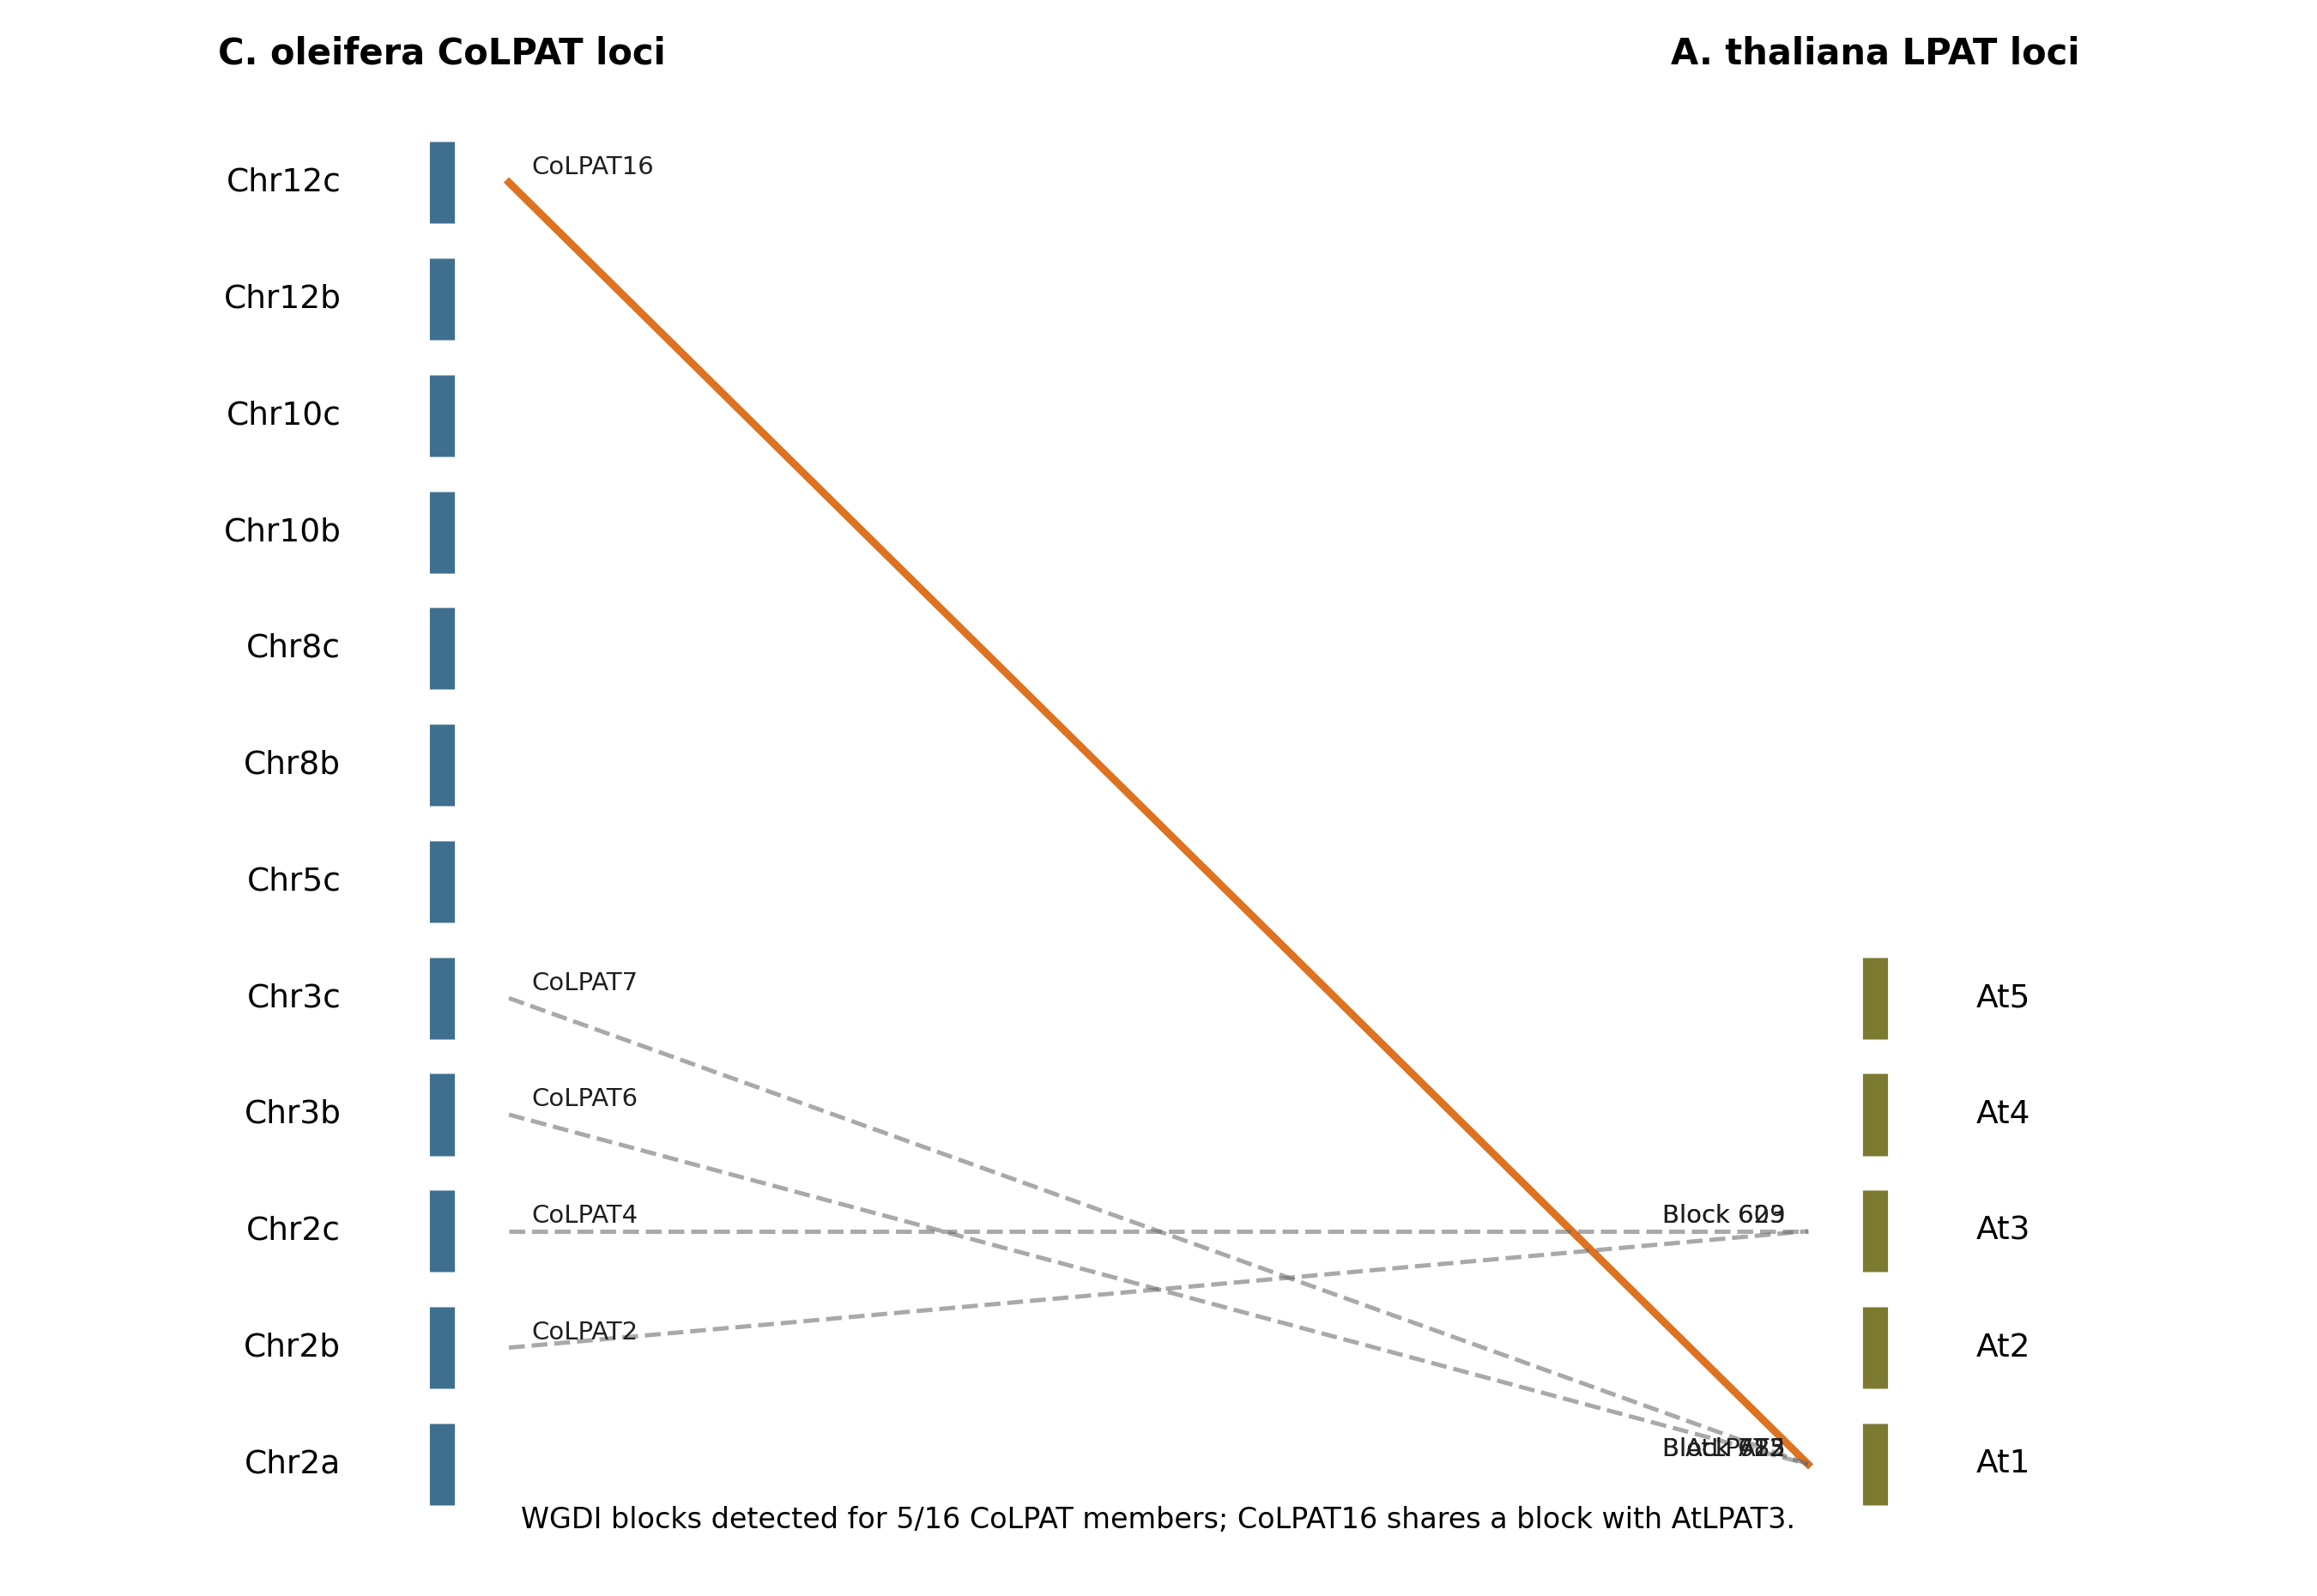 C. oleifera CoLPAT loci
A. thaliana LPAT loci
Chr12c
CoLPAT16
Chr12b
Chr10c
Chr10b
Chr8c
Chr8b
Chr5c
Chr3c
CoLPAT7
At5
Chr3b
CoLPAT6
At4
Chr2c
CoLPAT4
Block
At3
Chr2b
CoLPAT2
At2
Chr2a
At1
WGDI blocks detected for 5/16 CoLPAT members; CoLPAT16 shares a block with AtLPAT3.